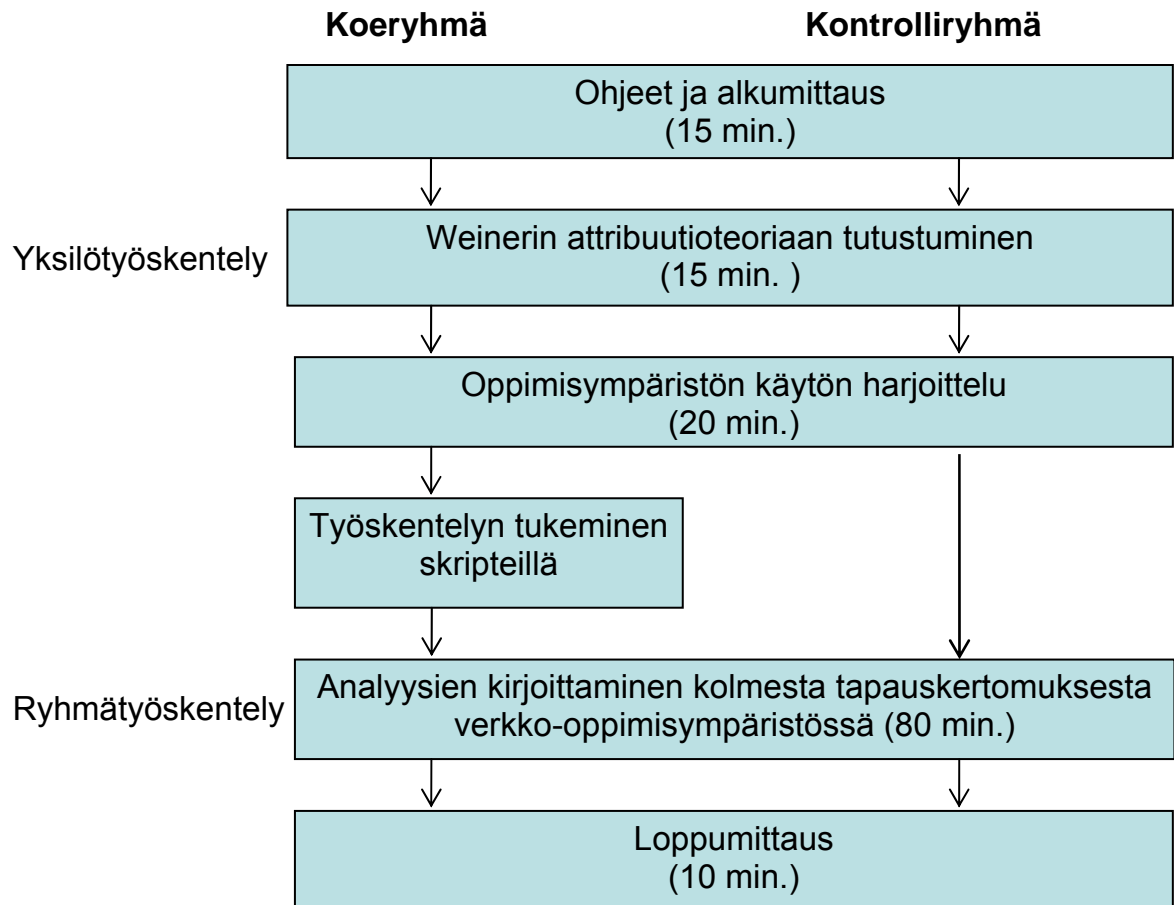 Koeryhmä Kontrolliryhmä
Ohjeet ja alkumittaus
(15 min.)
Yksilötyöskentely
Weinerin attribuutioteoriaan tutustuminen
(15 min. )
Oppimisympäristön käytön harjoittelu
(20 min.)
Työskentelyn tukeminen
skripteillä
Ryhmätyöskentely
Analyysien kirjoittaminen kolmesta tapauskertomuksesta
verkko-oppimisympäristössä (80 min.)
Loppumittaus
(10 min.)